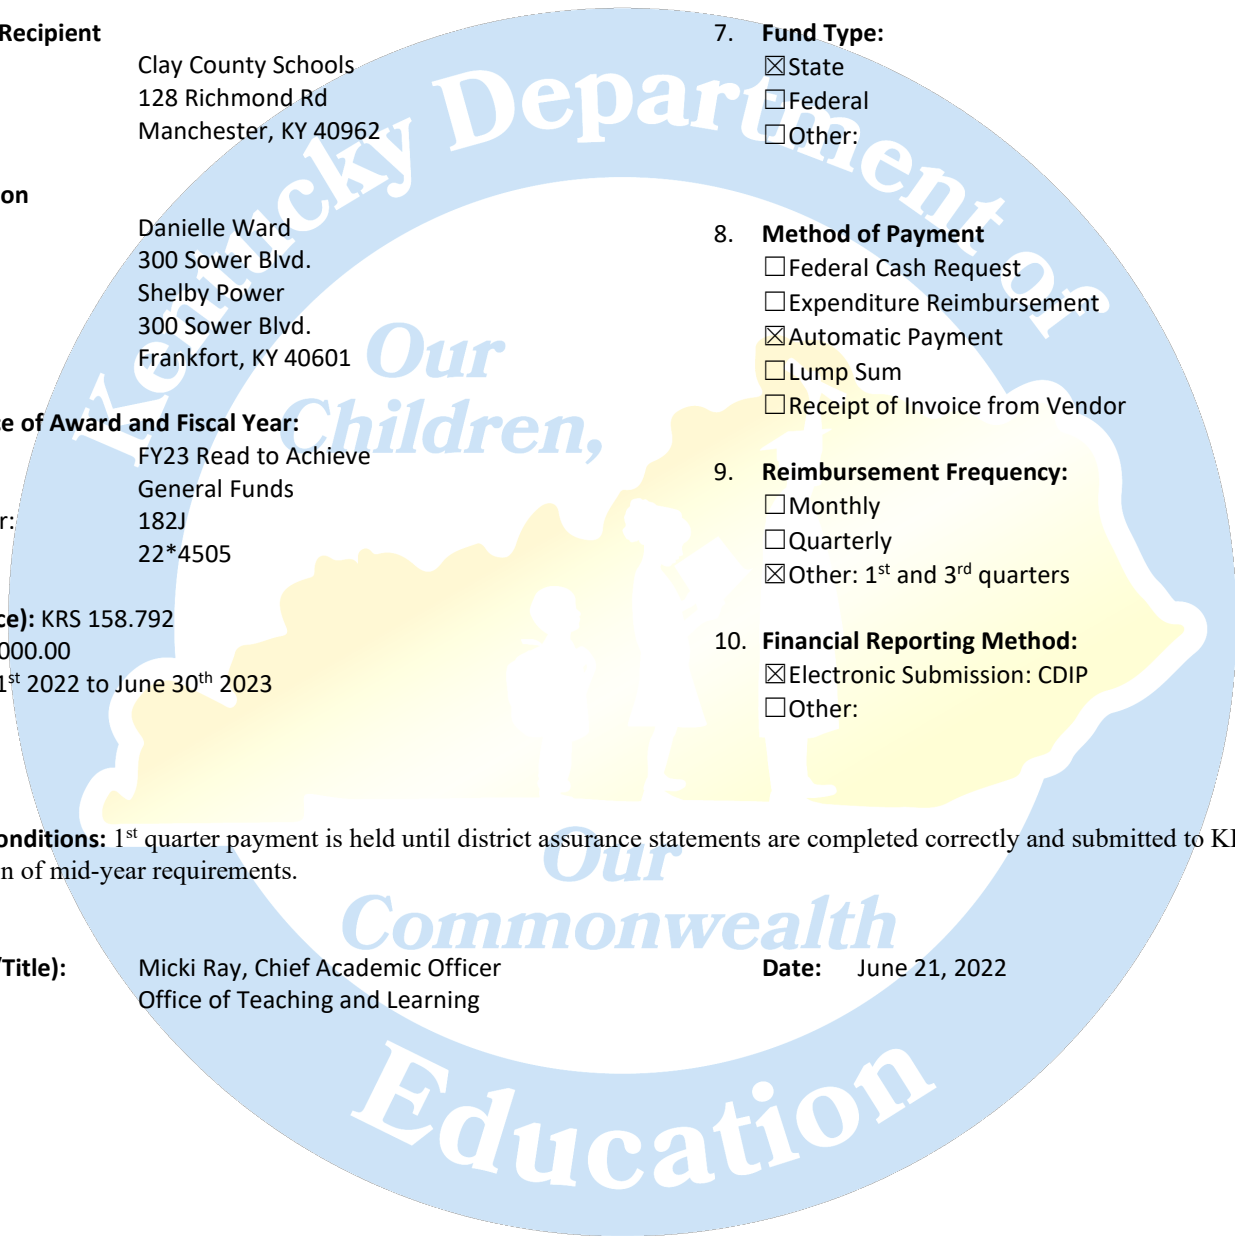 Recipient
Clay County Schools
128 Richmond Rd
Manchester, KY 40962
on
Danielle Ward
300 Sower Blvd.
Shelby Power
300 Sower Blvd.
Frankfort, KY 40601
ce of Award and Fiscal Year:
FY23 Read to Achieve
General Funds
r: 182J
22*4505
ce): KRS 158.792
000.00
1st 2022 to June 30th 2023
7. Fund Type:
☒State
☐Federal
☐Other:
8. Method of Payment
☐Federal Cash Request
☐Expenditure Reimbursement
☒Automatic Payment
☐Lump Sum
☐Receipt of Invoice from Vendor
9. Reimbursement Frequency:
☐Monthly
☐Quarterly
☒Other: 1st and 3rd quarters
10. Financial Reporting Method:
☒Electronic Submission: CDIP
☐Other:
onditions: 1st quarter payment is held until district assurance statements are completed correctly and submitted to
n of mid-year requirements.
/Title): Micki Ray, Chief Academic Officer
Office of Teaching and Learning
Date: June 21, 2022
Kentucky Department of
Education
Our
Children,
Our
Commonwealth